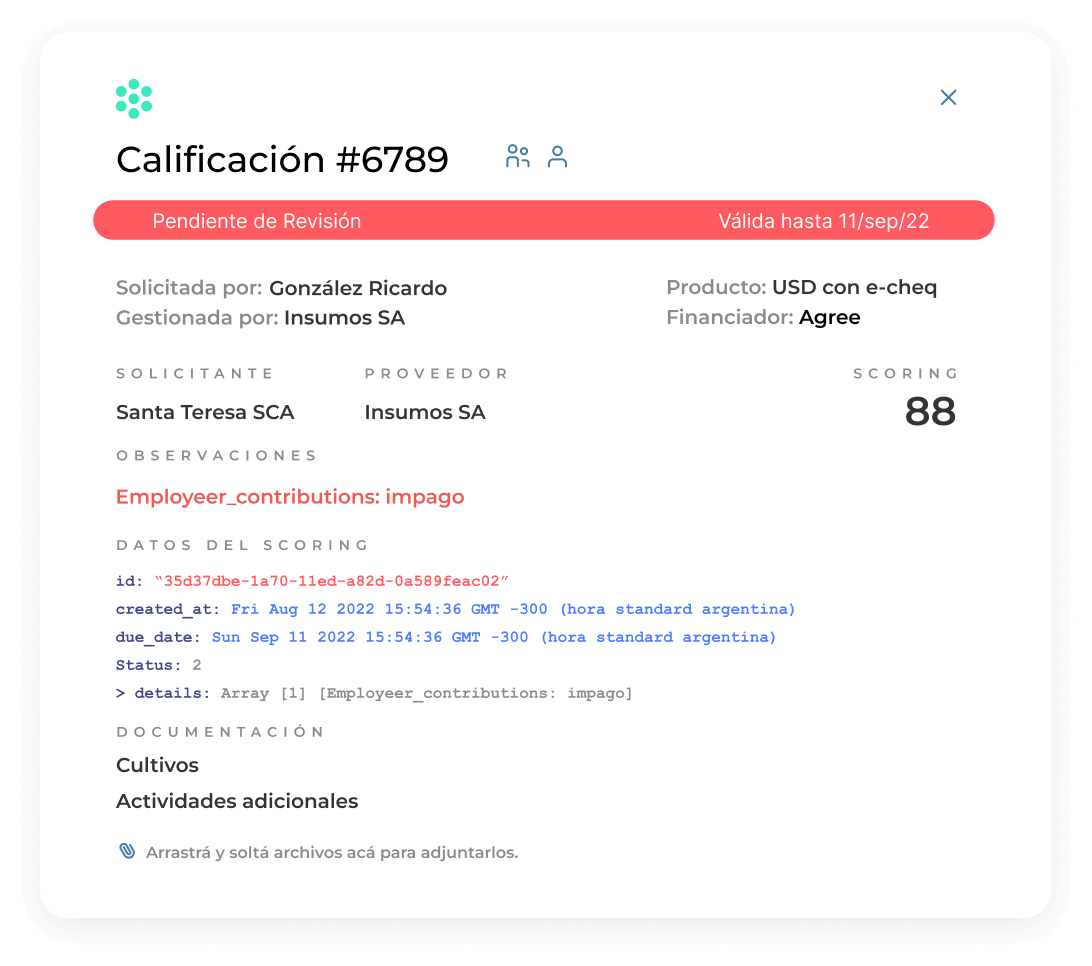 Calificación #6789
Pendiente de Revisión Válida hasta 11/sep/22
Solicitada por: González Ricardo Producto: USD con e-cheq
Gestionada por: Insumos SA Financiador: Agree
SOLICITANTE PROVEEDOR SCORING
Santa Teresa SCA Insumos SA 88
OBSERVACIONES
Employeer_contributions: impago
DATOS DEL SCORING
id: “35d37dbe-1a70-11ed-a82d-0a589feac02”
created_at: Fri Aug 12 2022 15:54:36 GMT -300 (hora standard argentina)
due_date: Sun Sep 11 2022 15:54:36 GMT -300 (hora standard argentina)
Status: 2
> details: Array [1] [Employeer_contributions: impago]
DOCUMENTACIÓN
Cultivos
Actividades adicionales
Arrastrá y soltá archivos acá para adjuntarlos.